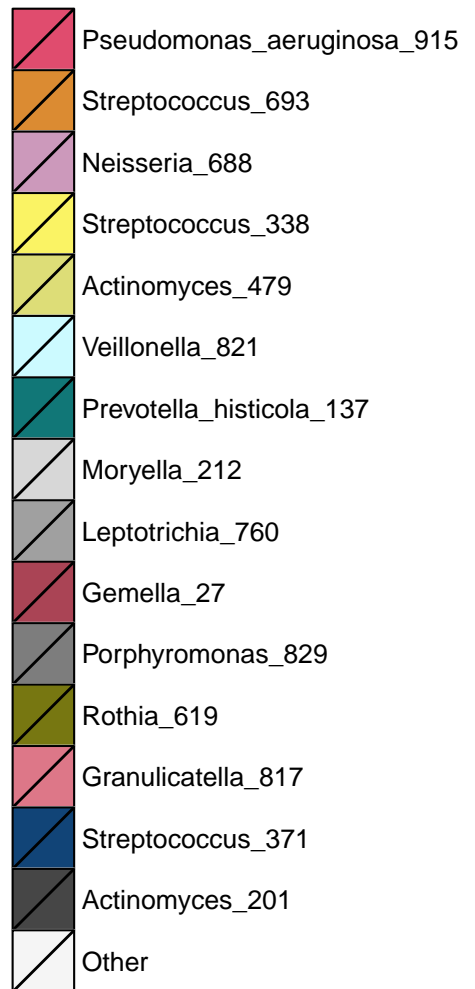 Pseudomonas_aeruginosa_915
Streptococcus_693
Neisseria_688
Streptococcus_338
Actinomyces_479
Veillonella_821
Prevotella_histicola_137
Moryella_212
Leptotrichia_760
Gemella_27
Porphyromonas_829
Rothia_619
Granulicatella_817
Streptococcus_371
Actinomyces_201
Other